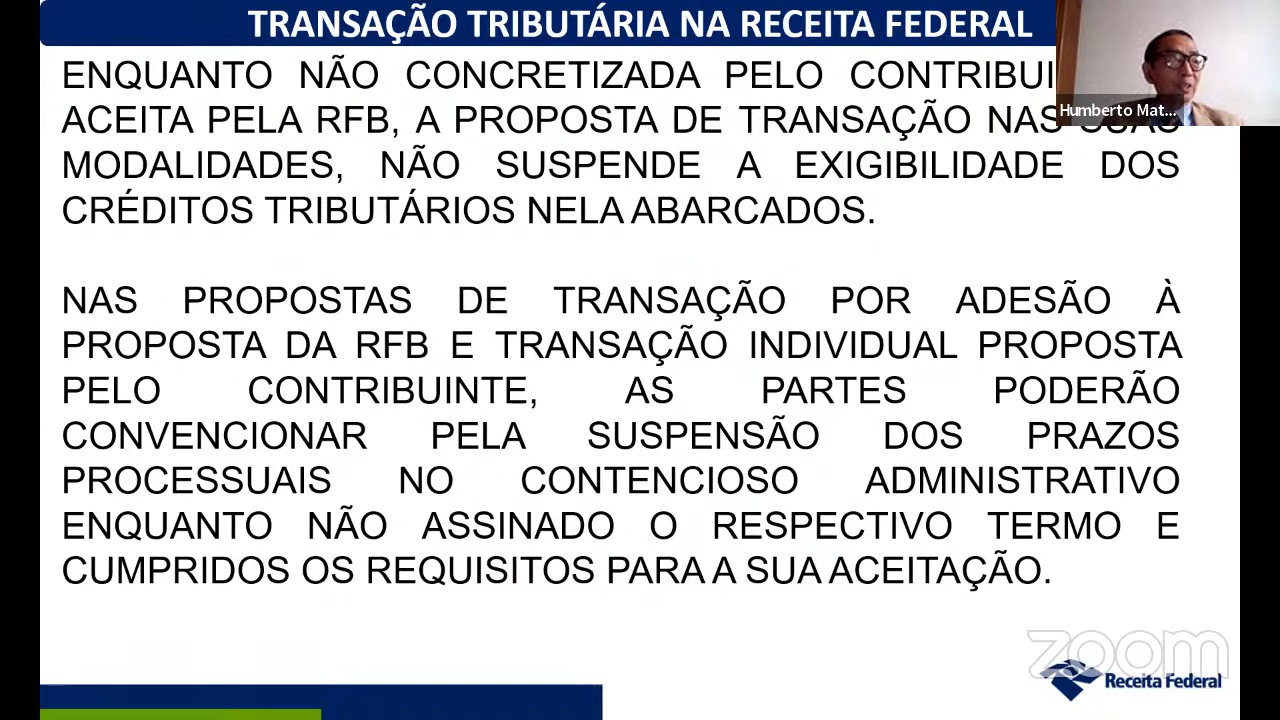 TRANSAÇÃO TRIBUTÁRIA NA RECEITA FEDERAL
ENQUANTO NÃO CONCRETIZADA PELO CONTRIBUI
ACEITA PELA RFB, A PROPOSTA DE TRANSAÇÃO NAS SUAS
MODALIDADES, NÃO SUSPENDE A EXIGIBILIDADE DOS
CRÉDITOS TRIBUTÁRIOS NELA ABARCADOS.
NAS PROPOSTAS DE TRANSAÇÃO POR ADESÃO À
PROPOSTA DA RFB E TRANSAÇÃO INDIVIDUAL PROPOSTA
PELO CONTRIBUINTE, AS PARTES PODERÃO
CONVENCIONAR PELA SUSPENSÃO DOS PRAZOS
PROCESSUAIS NO CONTENCIOSO ADMINISTRATIVO
ENQUANTO NÃO ASSINADO O RESPECTIVO TERMO E
CUMPRIDOS OS REQUISITOS PARA A SUA ACEITAÇÃO.
Humberto Mat...
zoom
Receita Federal